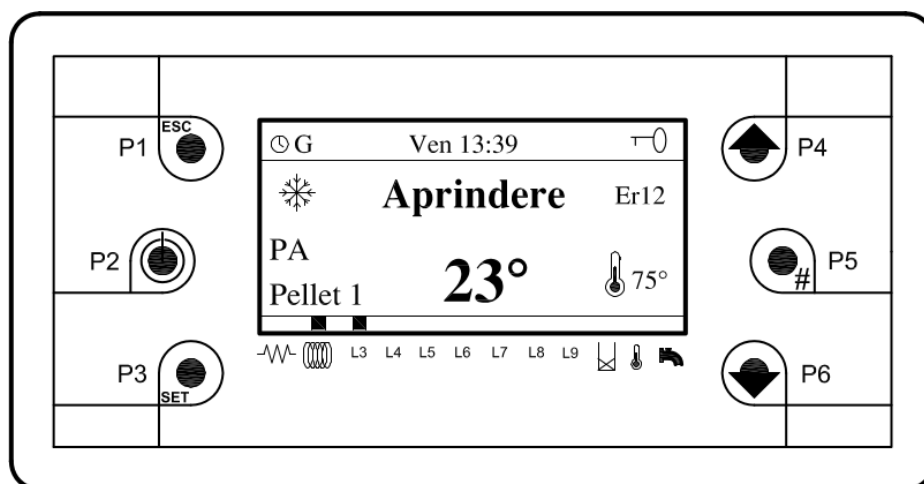 ESC
P1
P2
P3
SET
G Ven 13:39
Aprindere Er12
PA
23° 75°
Pellet 1
L3 L4 L5 L6 L7 L8 L9
P4
P5
#
P6